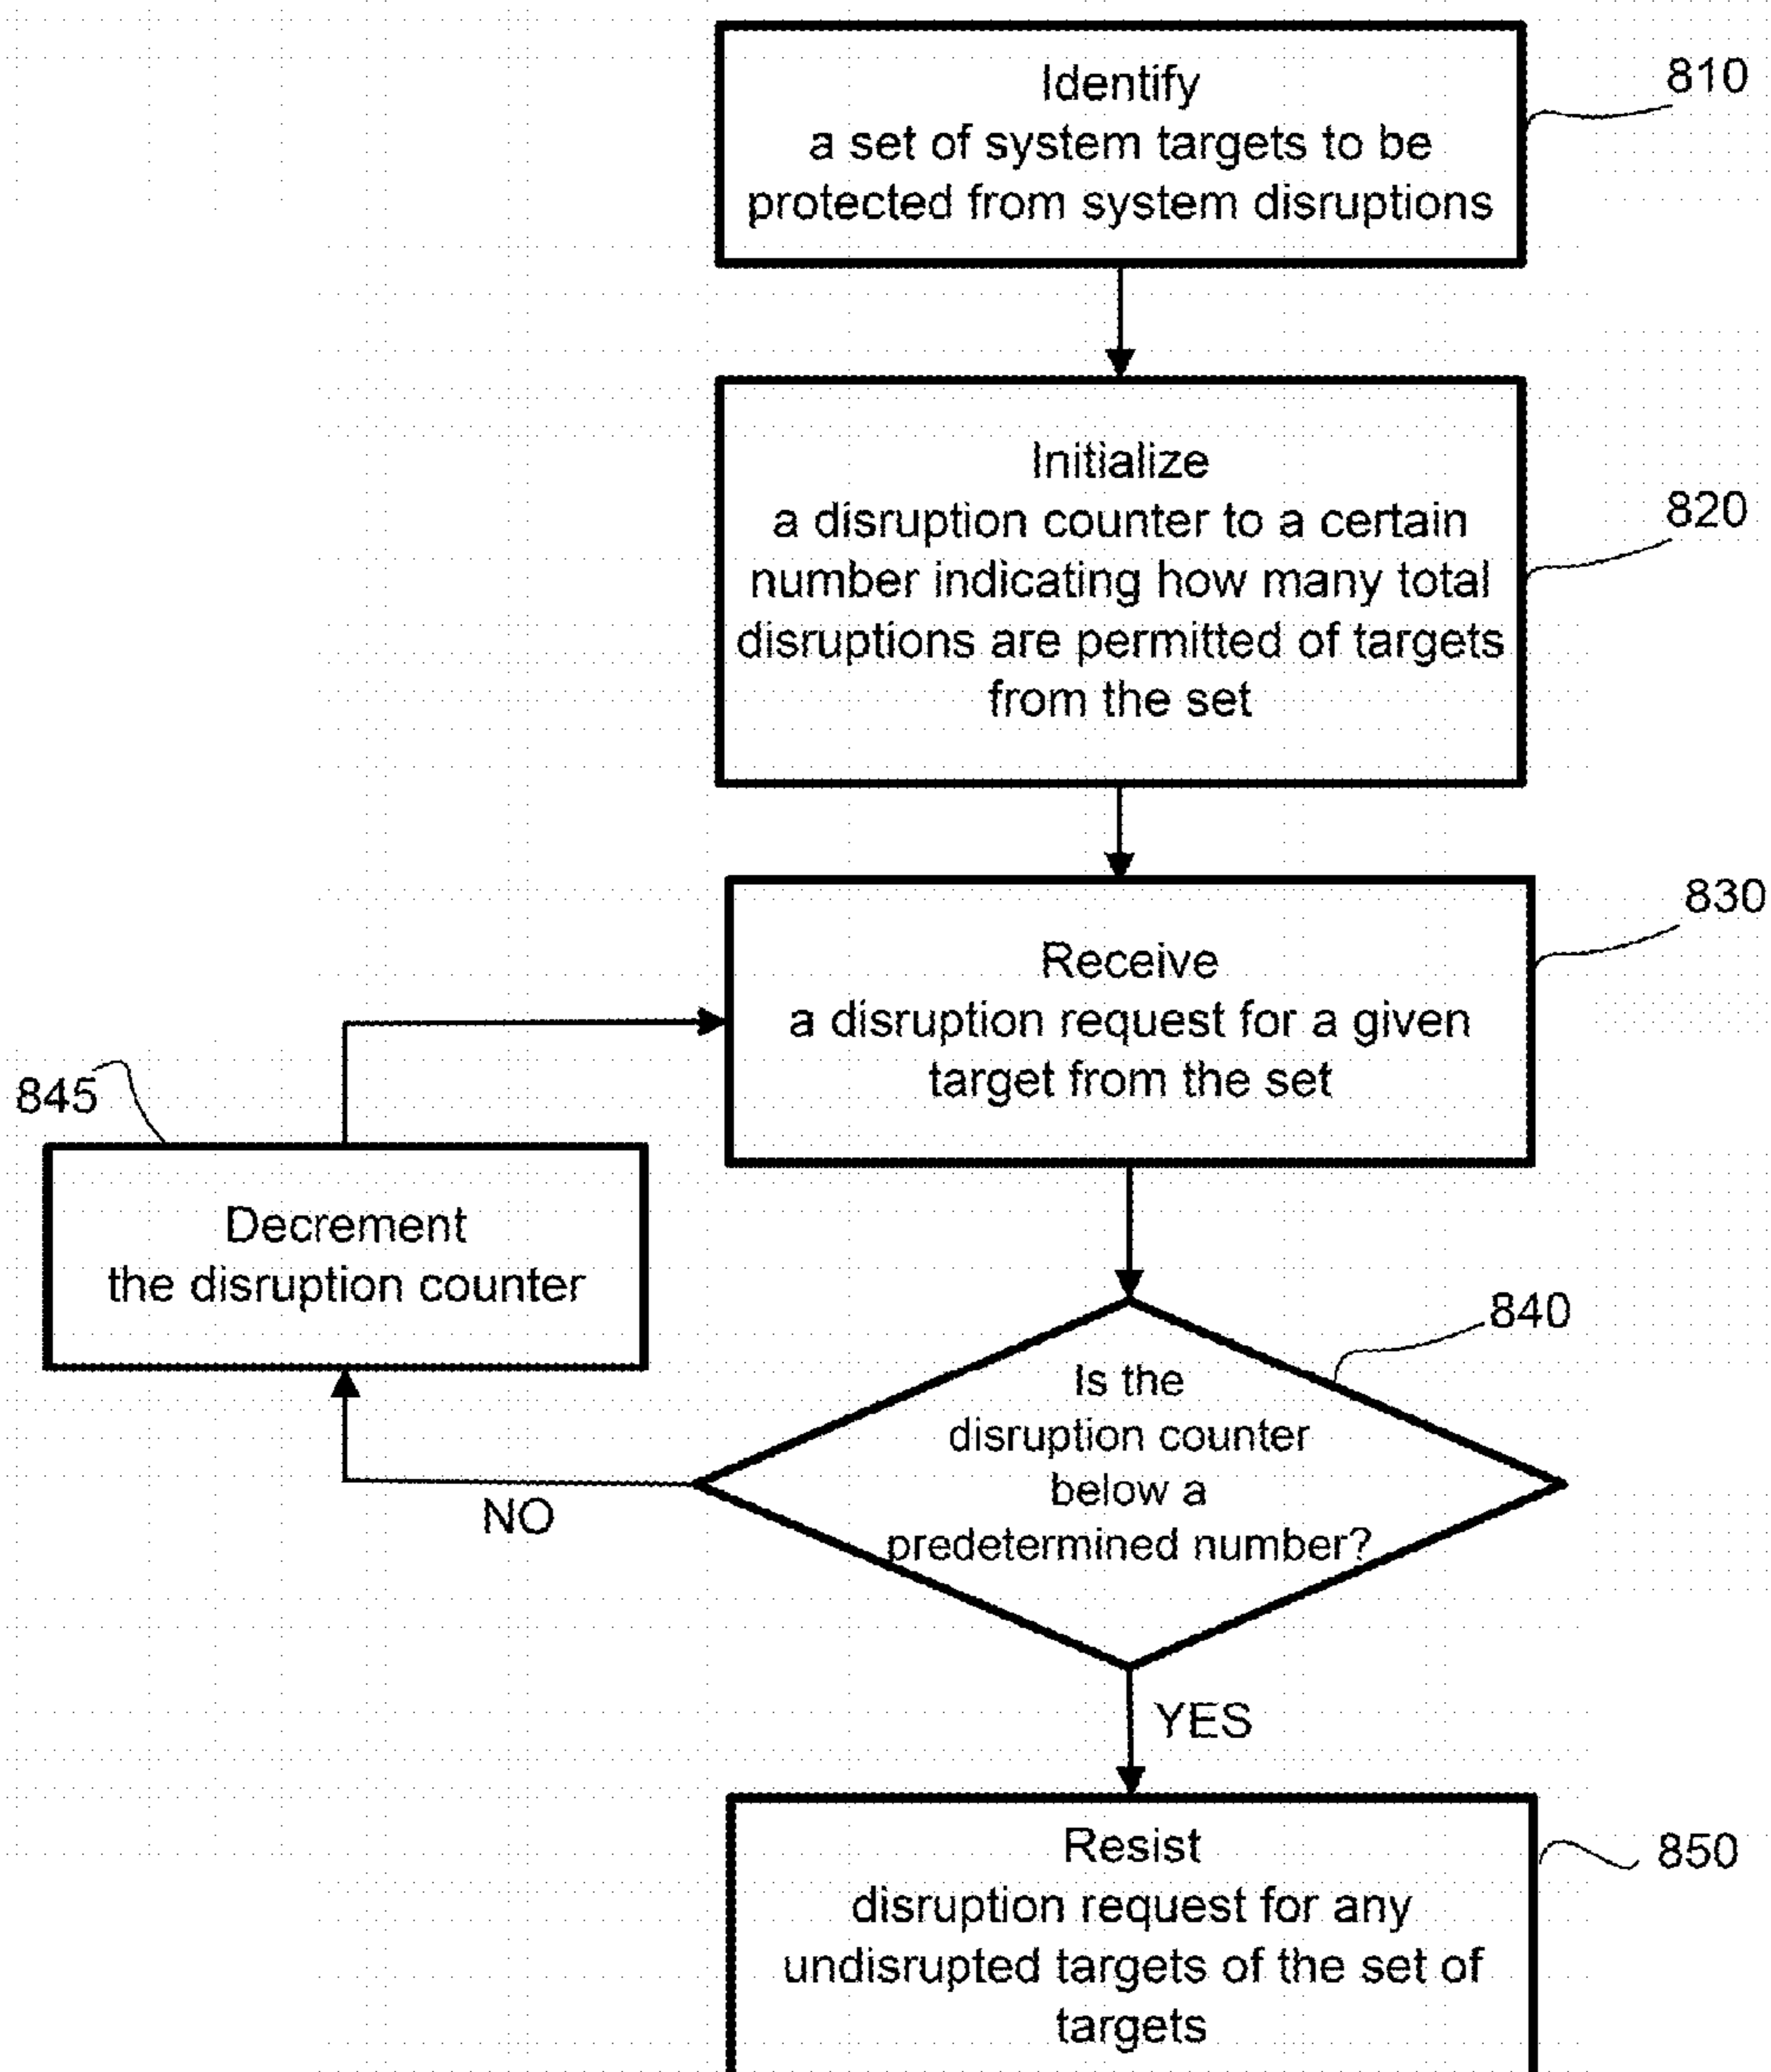 Identify
a set of system targets to be
protected from system disruptions
810
Initialize
a disruption counter to a certain
number indicating how many total
disruptions are permitted of targets
from the set
820
Receive
a disruption request for a given
target from the set
830
845
Decrement
the disruption counter
Is the
disruption counter
below a
predetermined number?
840
NO
YES
Resist
disruption request for any
undisrupted targets of the set of
targets
850